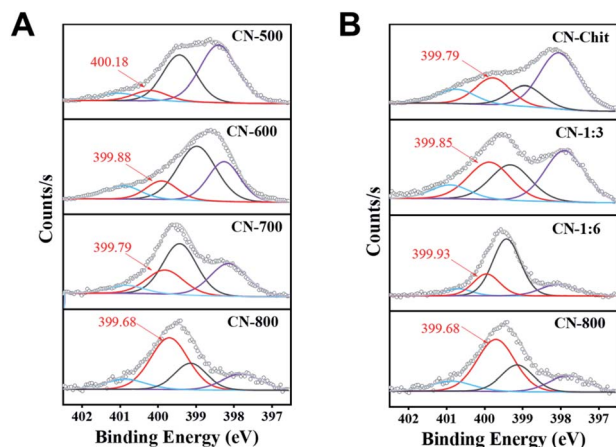 A
Counts/s
CN-500
400.18
CN-600
399.88
CN-700
399.79
CN-800
399.68
402 401 400 399 398 397
Binding Energy (eV)
B
Counts/s
CN-Chit
399.79
CN-1:3
399.85
CN-1:6
399.93
CN-800
399.68
402 401 400 399 398 397
Binding Energy (eV)